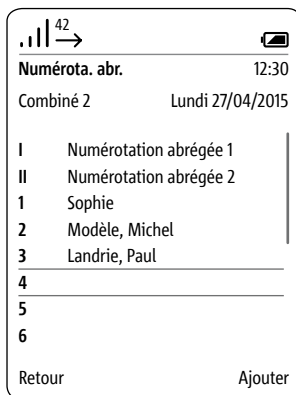 42
Numérota. abr. 12:30
Combiné 2 Lundi 27/04/2015
I Numérotation abrégée 1
II Numérotation abrégée 2
1 Sophie
2 Modèle, Michel
3 Landrie, Paul
4
5
6
Retour Ajouter